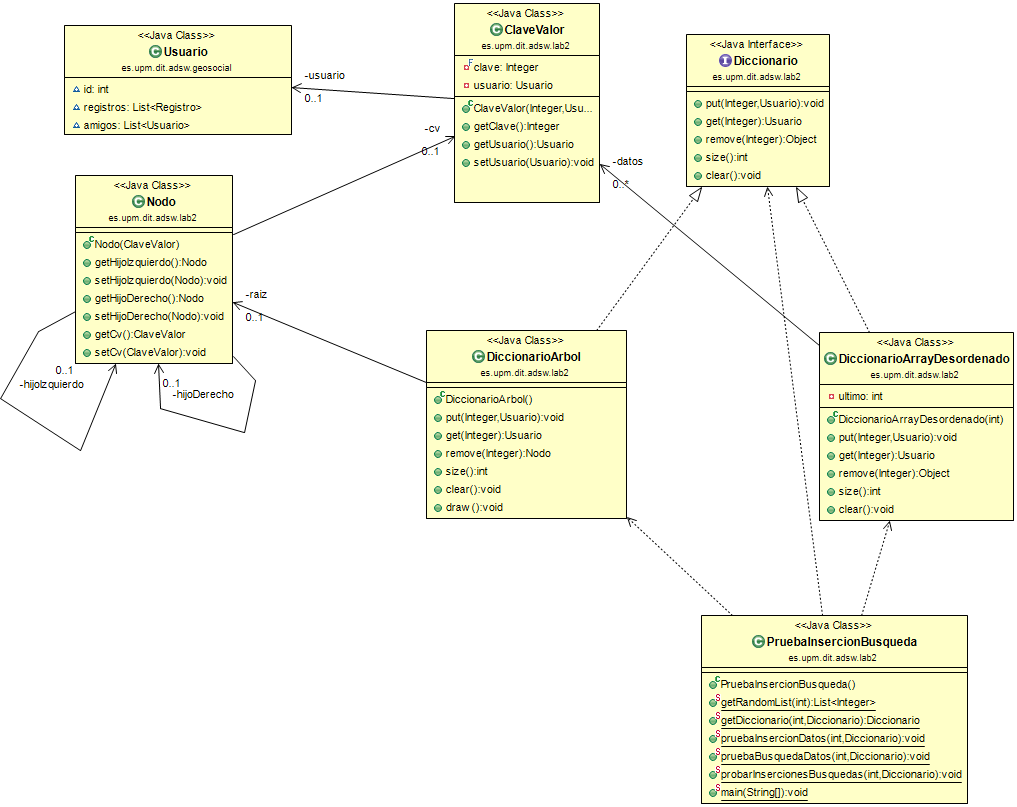 <<Java Class>>
Usuario
es.upm.dit.adsw.geosocial
id: int
registros: List<Registro>
amigos: List<Usuario>
-usuario
0..1
<<Java Class>>
ClaveValor
es.upm.dit.adsw.lab2
clave: Integer
usuario: Usuario
ClaveValor(Integer,Usu...
getClave():Integer
getUsuario():Usuario
setUsuario(Usuario):void
<<Java Interface>>
Diccionario
es.upm.dit.adsw.lab2
put(Integer,Usuario):void
get(Integer):Usuario
remove(Integer):Object
size():int
clear():void
-cv
0..1
-datos
0..*
<<Java Class>>
Nodo
es.upm.dit.adsw.lab2
Nodo(ClaveValor)
getHijoIzquierdo():Nodo
setHijoIzquierdo(Nodo):void
getHijoDerecho():Nodo
setHijoDerecho(Nodo):void
getCv():ClaveValor
setCv(ClaveValor):void
-raiz
0..1
0..1
-hijoIzquierdo
0..1
-hijoDerecho
<<Java Class>>
DiccionarioArbol
es.upm.dit.adsw.lab2
DiccionarioArbol()
put(Integer,Usuario):void
get(Integer):Usuario
remove(Integer):Nodo
size():int
clear():void
draw():void
<<Java Class>>
DiccionarioArrayDesordenado
es.upm.dit.adsw.lab2
ultimo: int
DiccionarioArrayDesordenado(int)
put(Integer,Usuario):void
get(Integer):Usuario
remove(Integer):Object
size():int
clear():void
<<Java Class>>
PruebaInsercionBusqueda
es.upm.dit.adsw.lab2
PruebaInsercionBusqueda()
getRandomList(int):List<Integer>
getDiccionario(int,Diccionario):Diccionario
pruebaInsercionDatos(int,Diccionario):void
pruebaBusquedaDatos(int,Diccionario):void
probarInsercionesBusquedas(int,Diccionario):void
main(String[]):void